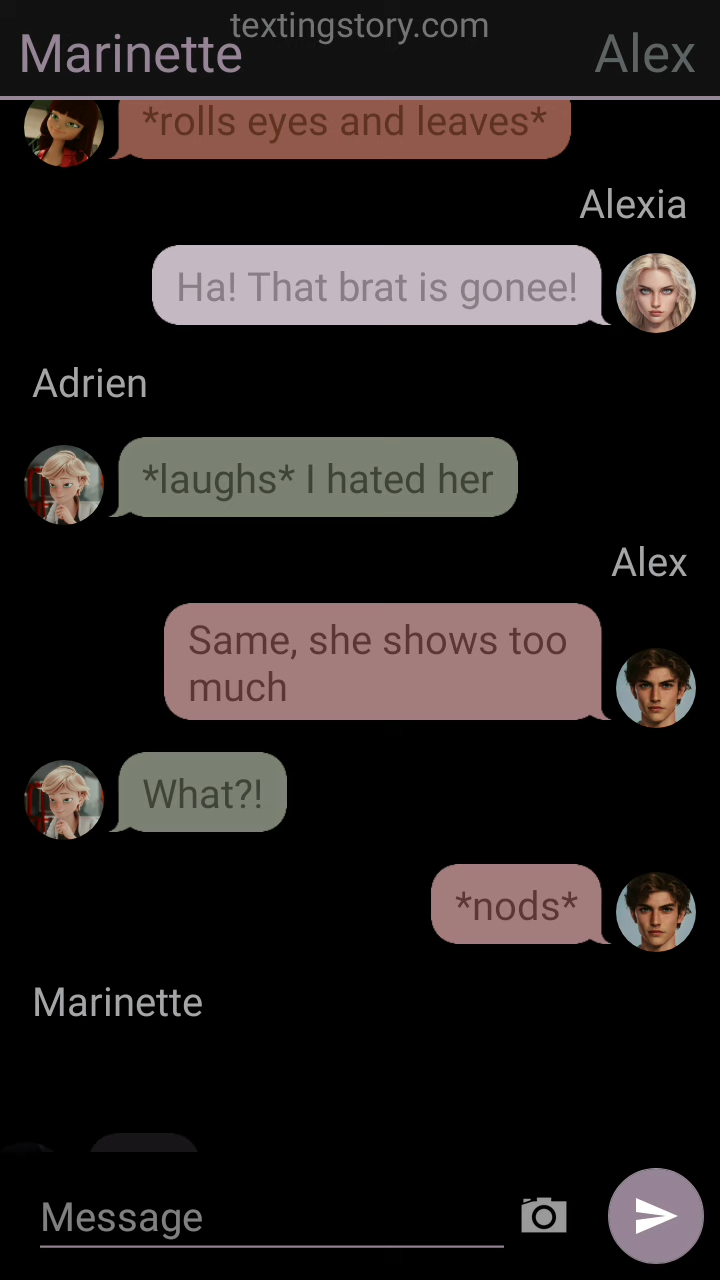 textingstory.com
Marinette
Alex
*rolls eyes and leaves*
Alexia
Ha! That brat is gonee!
Adrien
*laughs* I hated her
Alex
Same, she shows too
much
What?!
*nods*
Marinette
Message